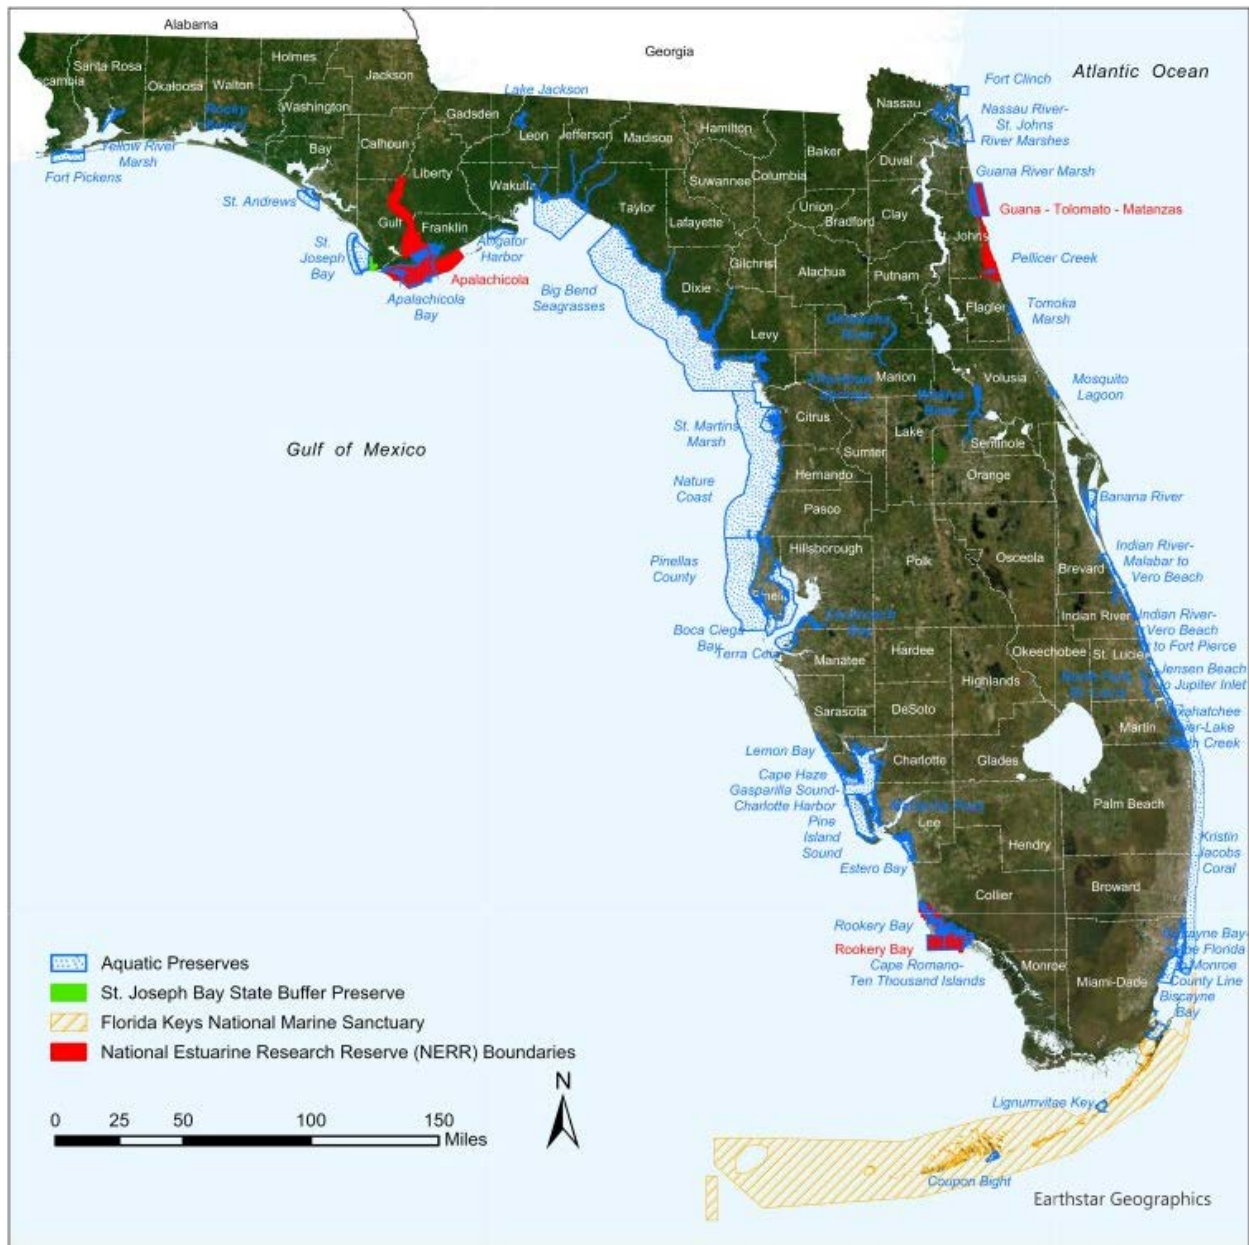 Alabama
Georgia
Atlantic Ocean
Gulf of Mexico
Holmes
Jackson
Santa Rosa
Okaloosa
Walton
Washington
Bay
Calhoun
Gadsden
Lake Jackson
Leon
Jefferson
Madison
Hamilton
Liberty
Wakulla
Gulf
Franklin
Taylor
Suwannee
Columbia
Baker
Nassau
Duval
Fort Clinch
Nassau River-
St. Johns
River Marshes
Guana River Marsh
Guana - Tolomato - Matanzas
Pellicer Creek
Tomoka
Marsh
Mosquito
Lagoon
Yellow River
Marsh
Fort Pickens
St. Andrews
St.
Joseph
Bay
Apalachicola
Apalachicola
Bay
Harbor
Big Bend
Seagrasses
Lafayette
Union
Bradford
Clay
Johns
Gilchrist
Alachua
Putnam
Dixie
Flagler
Levy
Marion
Volusia
Citrus
Lake
Sumter
Orange
Hernando
Pasco
Hillsborough
Polk
Osceola
Brevard
St. Martins
Marsh
Nature
Coast
Pinellas
County
Boca Ciega
Bay
Banana River
Indian River-
Malabar to
Vero Beach
Indian River
Indian River-
Vero Beach
to Fort Pierce
Manatee
Hardee
Highlands
Okeechobee
St. Lucie
Jensen Beach
Jupiter Inlet
Sarasota
DeSoto
Martin
Charlotte
Glades
Palm Beach
Lemon Bay
Cape Haze
Gasparilla Sound-
Charlotte Harbor
Pine
Island
Sound
Lee
Hendry
Estero Bay
Kristin
Jacobs
Coral
Collier
Broward
Rookery Bay
Rookery Bay
Cape Romano-
Ten Thousand Islands
Monroe
Miami-Dade
Monroe
County Line
Biscayne
Bay
Lignumvitae Key
Coupon Bight
Earthstar Geographics
Aquatic Preserves
St. Joseph Bay State Buffer Preserve
Florida Keys National Marine Sanctuary
National Estuarine Research Reserve (NERR) Boundaries
N
0 25 50 100 150
Miles